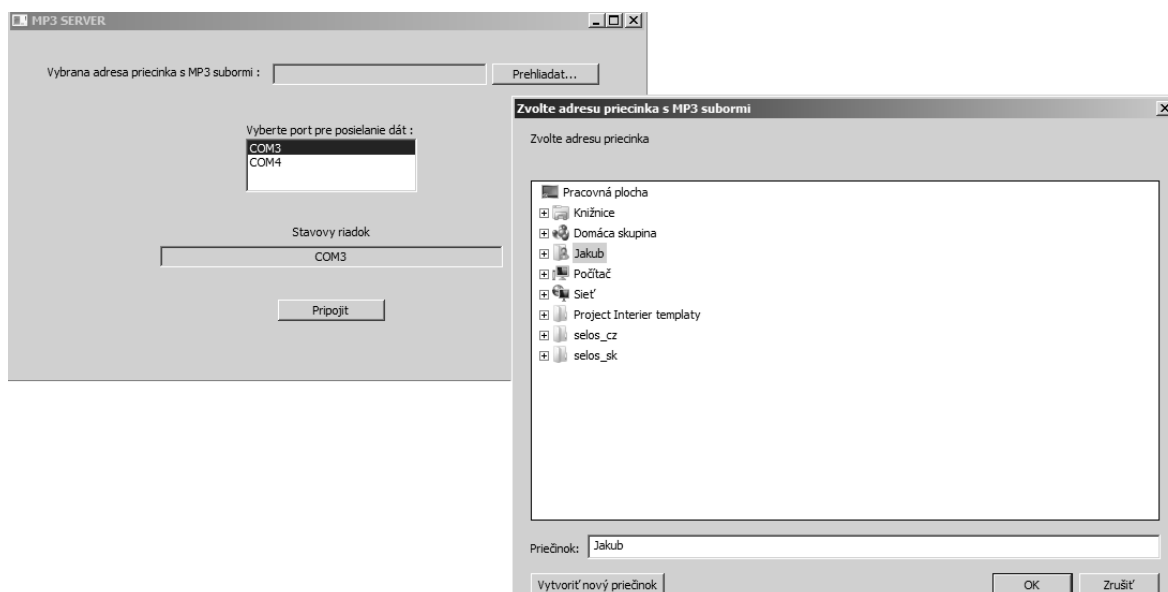 MP3 SERVER
Vybrana adresa priecinka s MP3 subormi :
Prehliadat...
Vyberte port pre posielanie dát :
COM3
COM4
Stavovy riadok
COM3
Pripojit
Zvolte adresu priecinka s MP3 subormi
Zvolte adresu priecinka
Pracovná plocha
Knižnice
Domáca skupina
Jakub
Počítač
Sieť
Project Interier templaty
selos_cz
selos_sk
Priečinok: Jakub
Vytvoriť nový priečinok
OK
Zrušiť